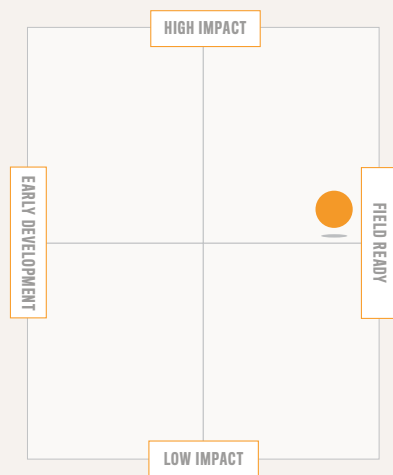 HIGH IMPACT
EARLY DEVELOPMENT
FIELD READY
LOW IMPACT